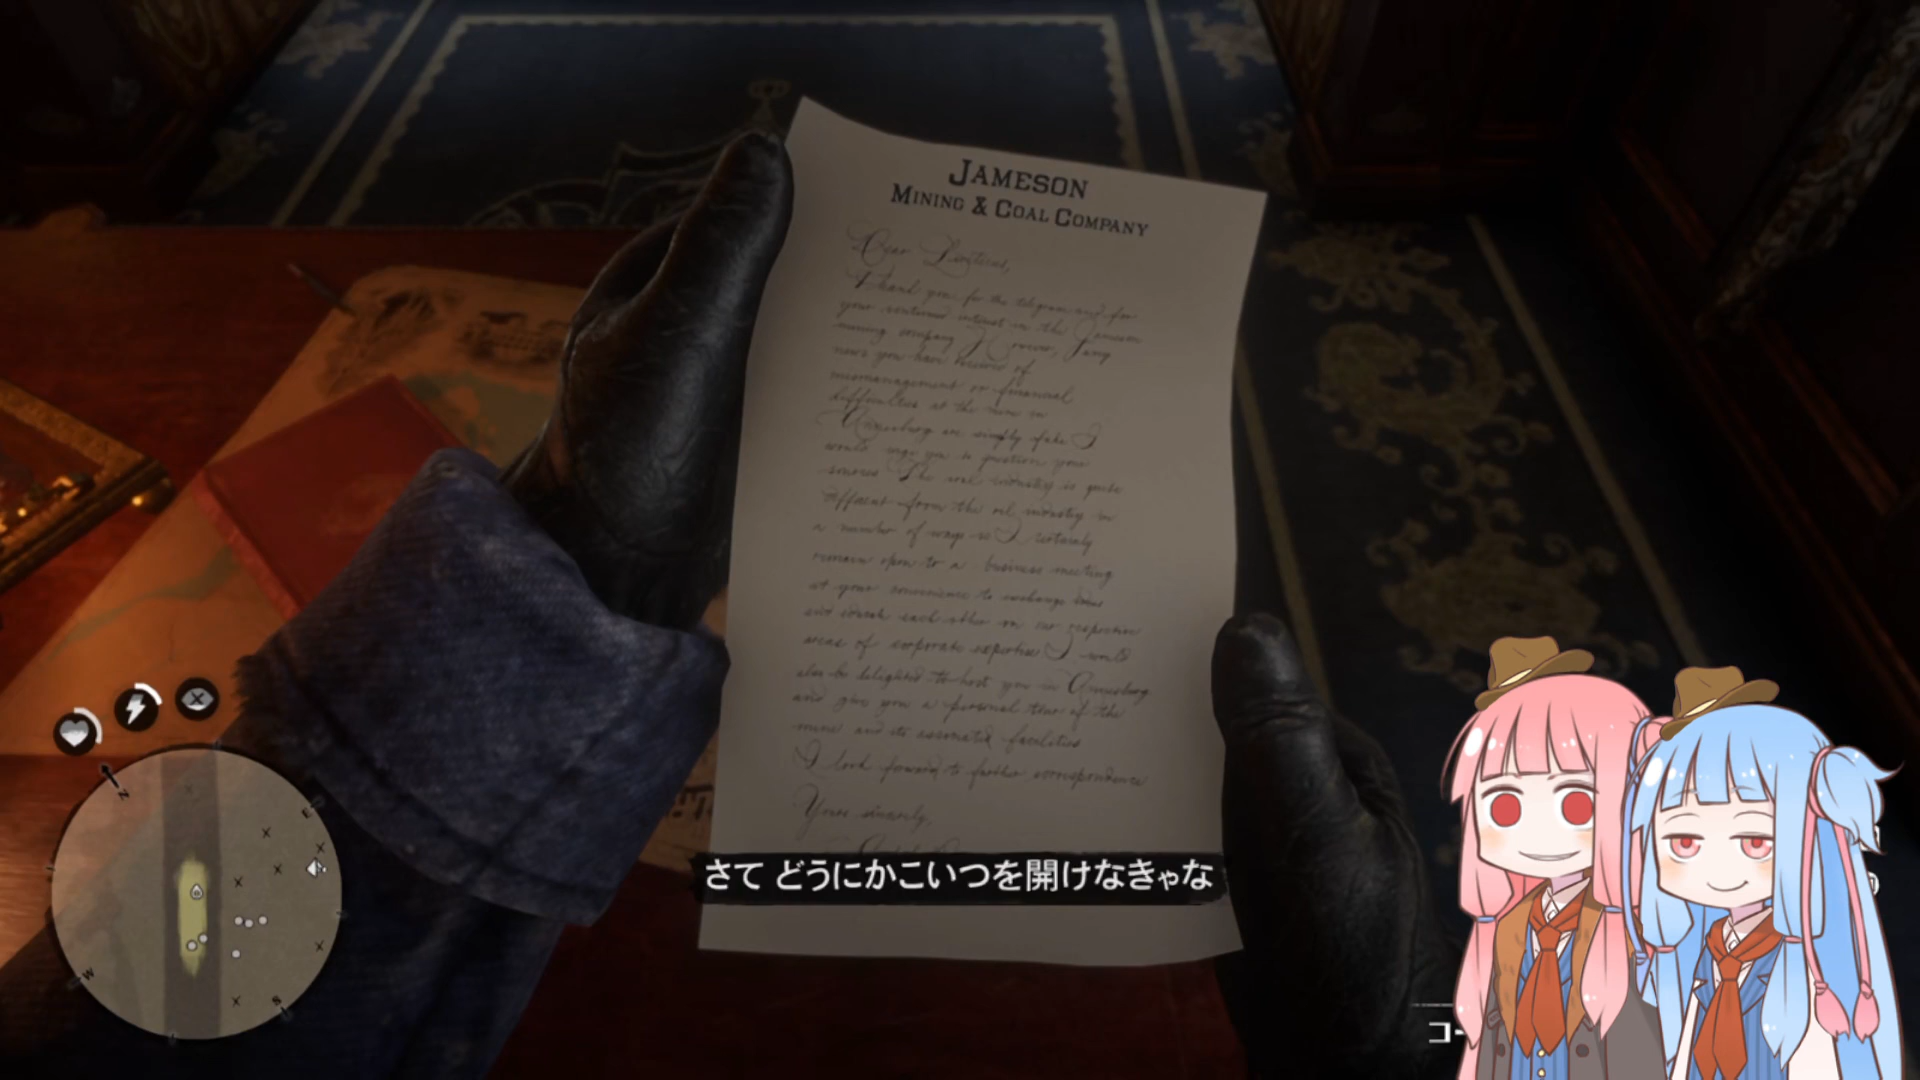 JAMESON
MINING & COAL COMPANY
Dear Leviticus,
Thank you for the telegram and for
your continued interest in the Jameson
mining company. However, I any
news you have heard of
mismanagement or financial
difficulties at the mine in
Annesburg are simply fake. I
would urge you to question your
sources. The coal industry is quite
different from the oil industry in
a number of ways so I certainly
remain open to a business meeting
at your convenience to exchange ideas
and consult each other on our respective
areas of corporate expertise. I would
also be delighted to host you in Annesburg
and give you a personal tour of the
mine and its associated facilities.
I look forward to further correspondence
Yours sincerely,
さて どうにかこいつを開けなきゃな
コー
N
E
S
W